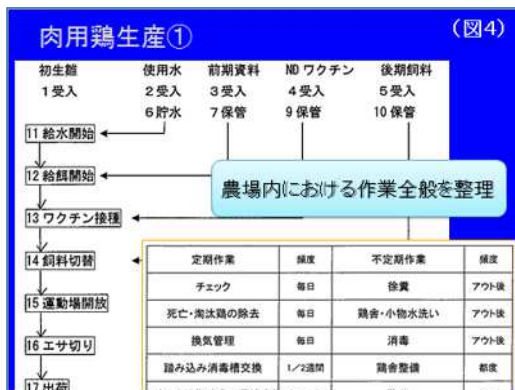 肉用鶏生産①
(図4)
初生雛 使用水 前期資料 NDワクチン 後期飼料
1受入 2受入 3受入 4受入 5受入
6貯水 7保管 9保管 10保管
11 給水開始
12 給餌開始
農場内における作業全般を整理
13 ワクチン接種
14 飼料切替
15 運動場開放
16 エサ切り
17 出荷
定期作業 頻度 不定期作業 頻度
チェック 毎日 徐糞 アウト後
死亡・淘汰鶏の除去 毎日 鶏舎・小物水洗い アウト後
換気管理 毎日 消毒 アウト後
踏み込み消毒槽交換 1/2週間 鶏舎整備 都度